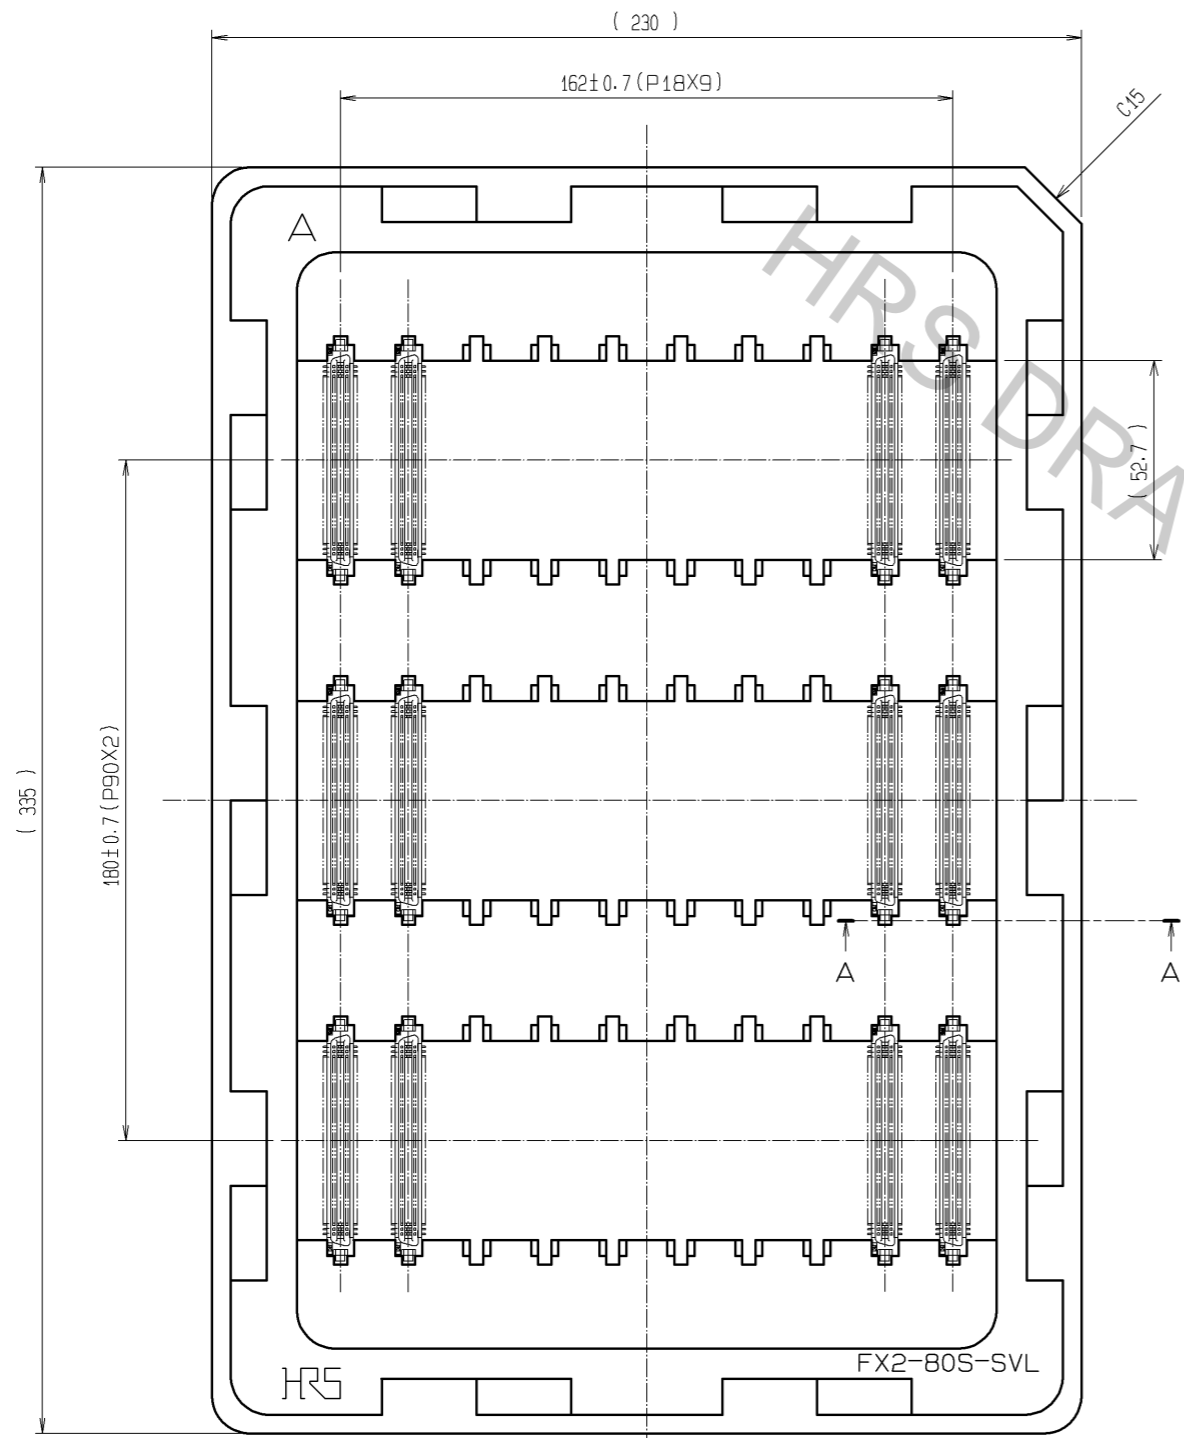 ( 230 )
162±0.7(P18X9)
C15
A
HRS DRA
( 52.7 )
180±0.7(P90X2)
( 335 )
A
A
FX2-80S-SVL
HRS